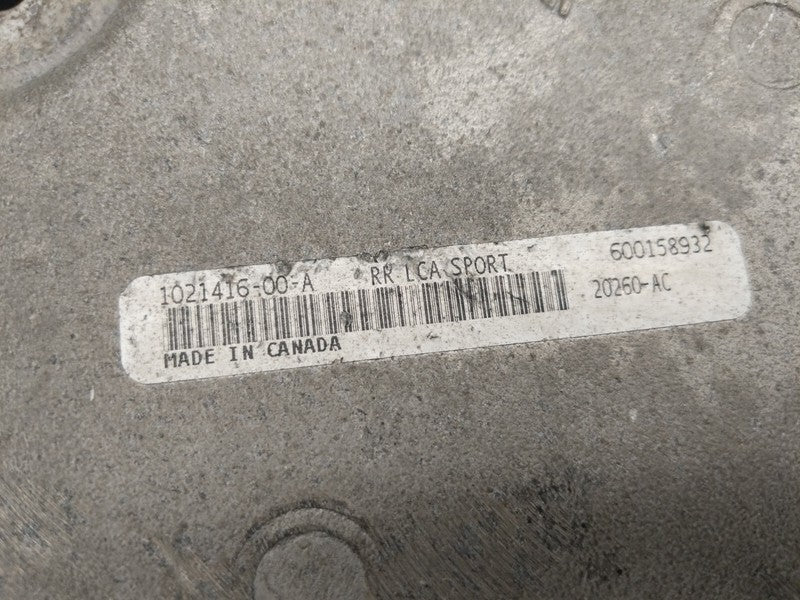 1021416-00-A RR LCA SPORT 600158932
20260-AC
MADE IN CANADA